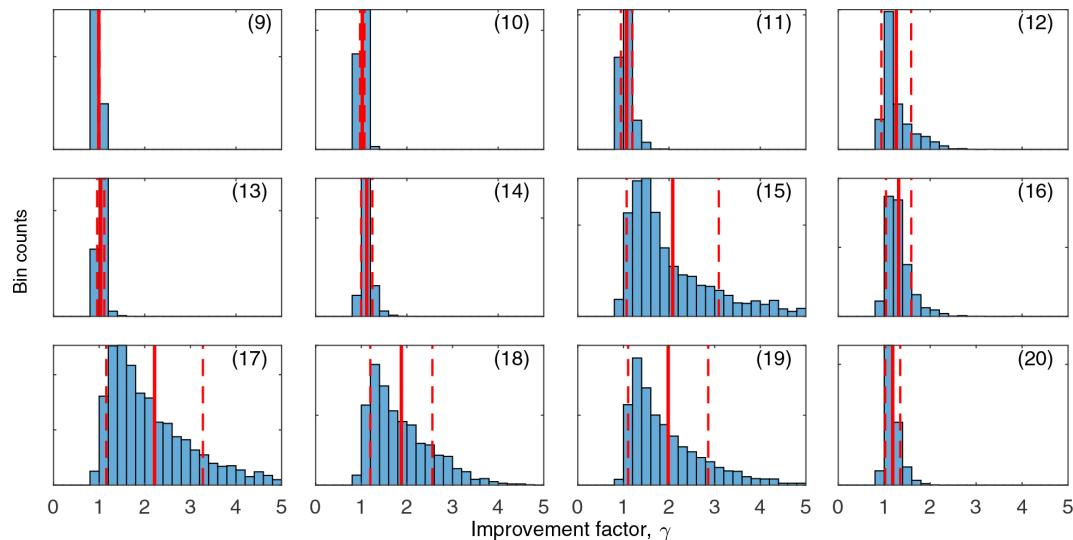 (9) (10) (11) (12)
(13) (14) (15) (16)
Bin counts
(17) (18) (19) (20)
0 1 2 3 4 5 0 1 2 3 4 5 0 1 2 3 4 5 0 1 2 3 4 5
Improvement factor, γ